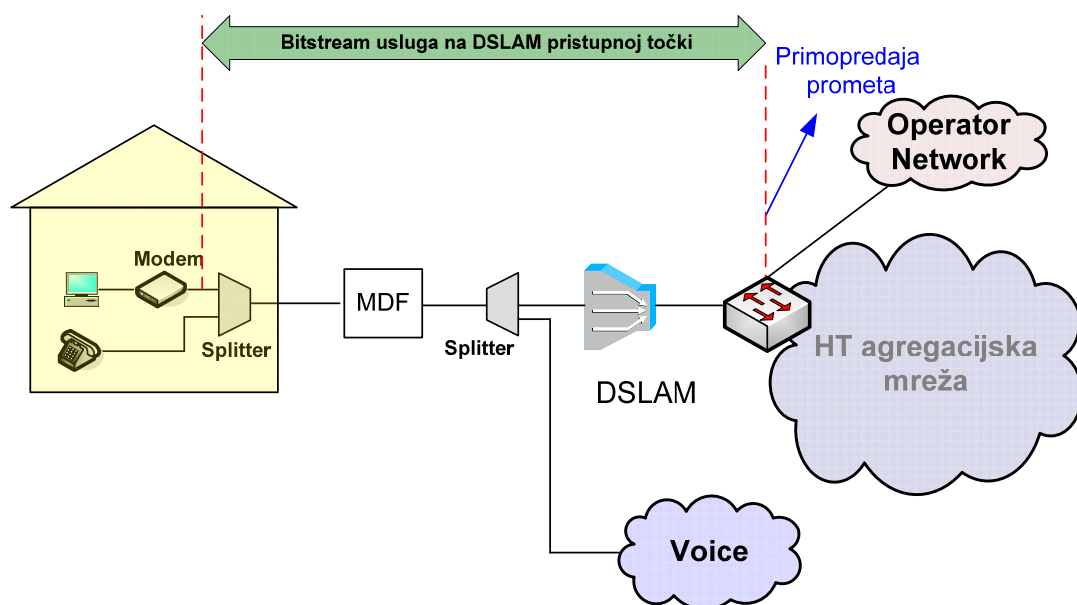 Bitstream usluga na DSLAM pristupnoj točki
Primopredaja
prometa
Operator
Network
Modem
Splitter
MDF
Splitter
DSLAM
HT agregacijska
mreža
Voice